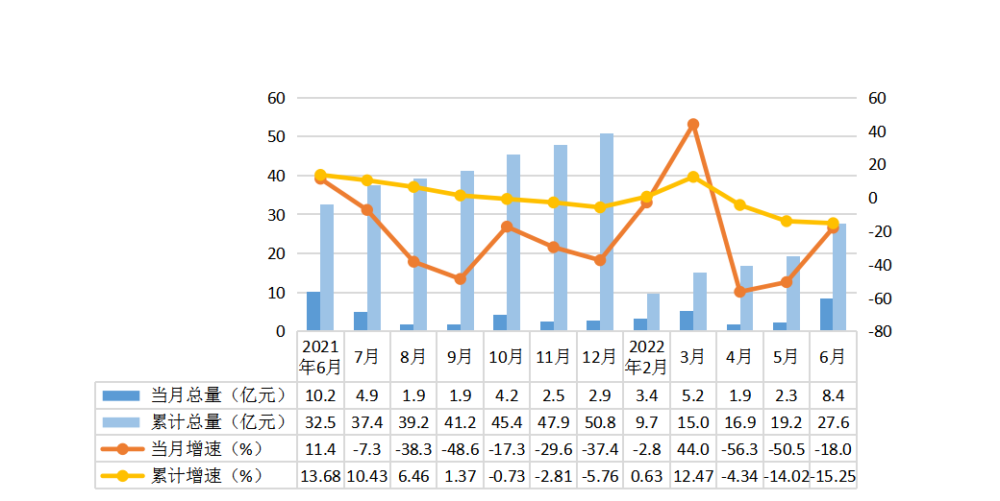 60 60
50 40
40 20
30 0
20 -20
10 -40
0 -60
-80
2021年6月 7月 8月 9月 10月 11月 12月 2022年2月 3月 4月 5月 6月
当月总量（亿元） 10.2 4.9 1.9 1.9 4.2 2.5 2.9 3.4 5.2 1.9 2.3 8.4
累计总量（亿元） 32.5 37.4 39.2 41.2 45.4 47.9 50.8 9.7 15.0 16.9 19.2 27.6
当月增速（%） 11.4 -7.3 -38.3 -48.6 -17.3 -29.6 -37.4 -2.8 44.0 -56.3 -50.5 -18.0
累计增速（%） 13.68 10.43 6.46 1.37 -0.73 -2.81 -5.76 0.63 12.47 -4.34 -14.02 -15.25